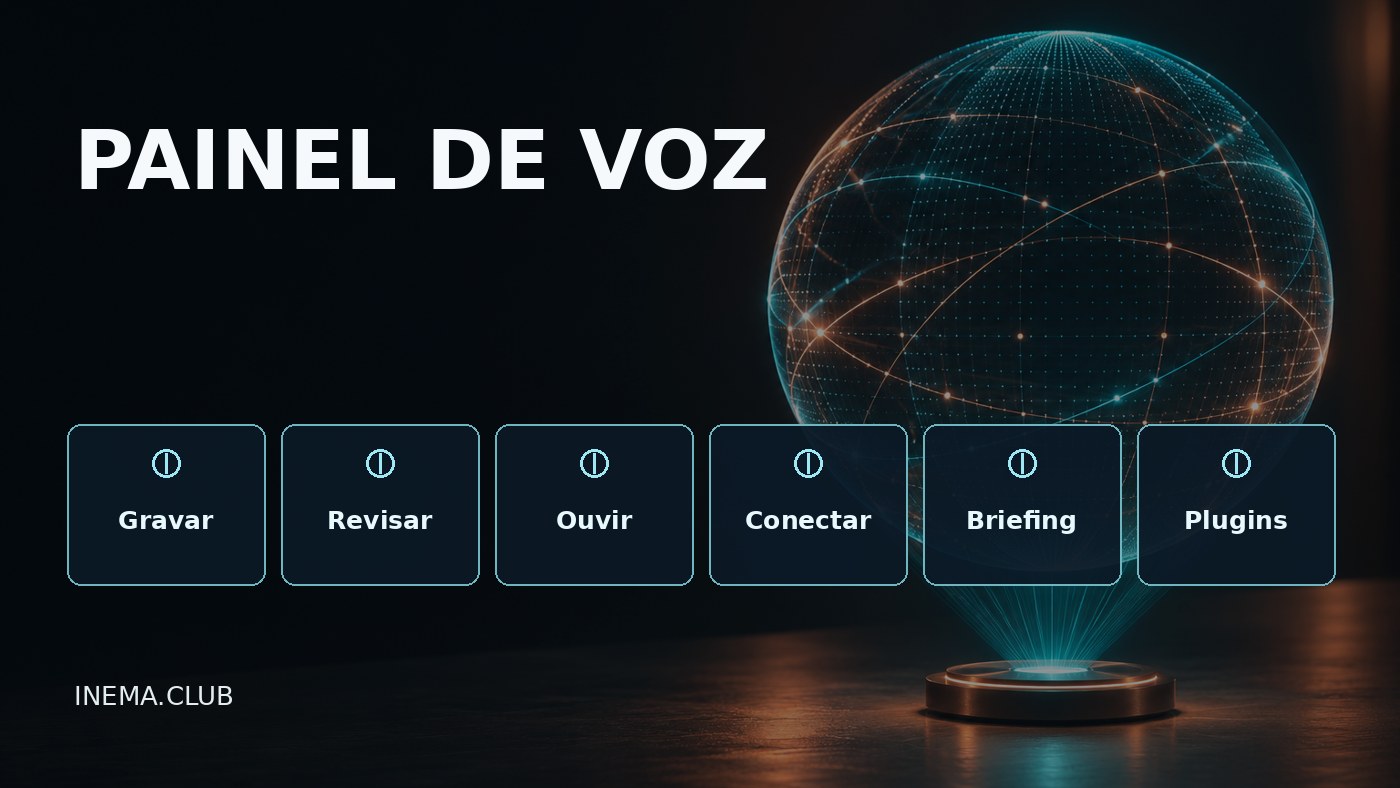 PAINEL DE VOZ
Gravar
Revisar
Ouvir
Conectar
Briefing
Plugins
INEMA.CLUB